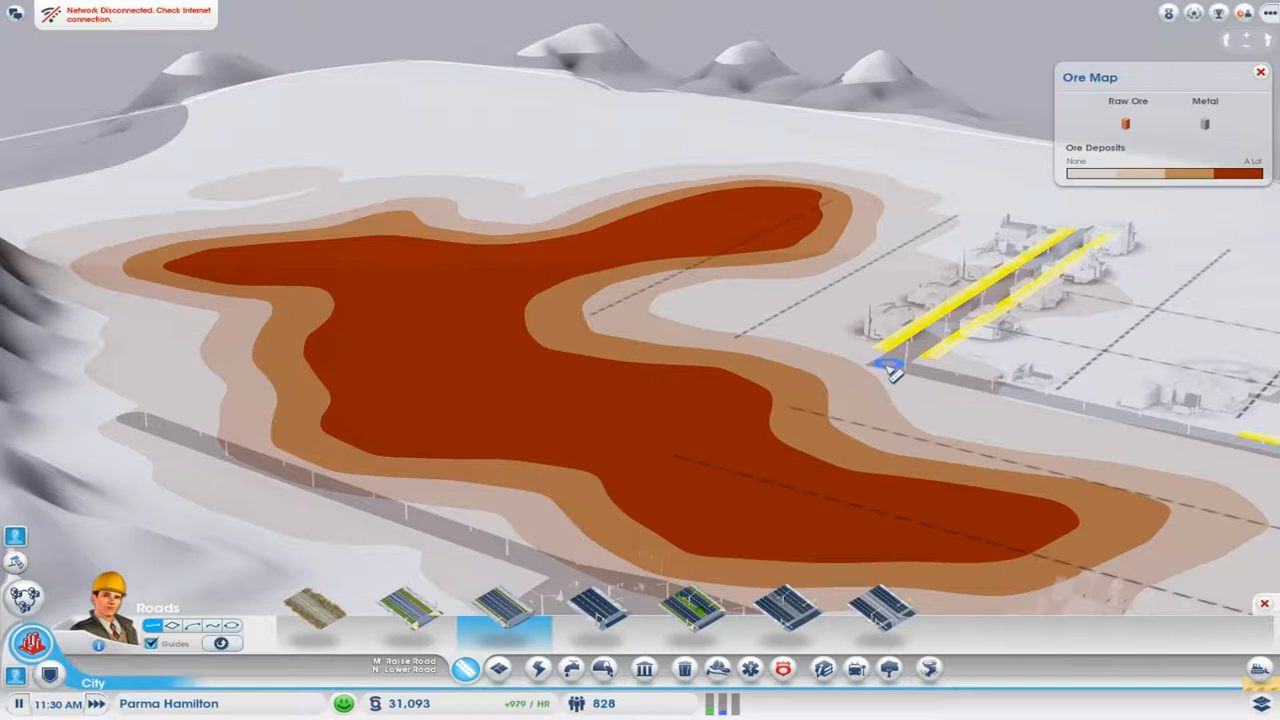 Network Disconnected. Check Internet
connection.
Ore Map
Raw Ore Metal
Ore Deposits
None A Lot
Roads
Guides
M: Raise Road
N: Lower Road
City
11:30 AM Parma Hamilton 31,093 +979 / HR 828